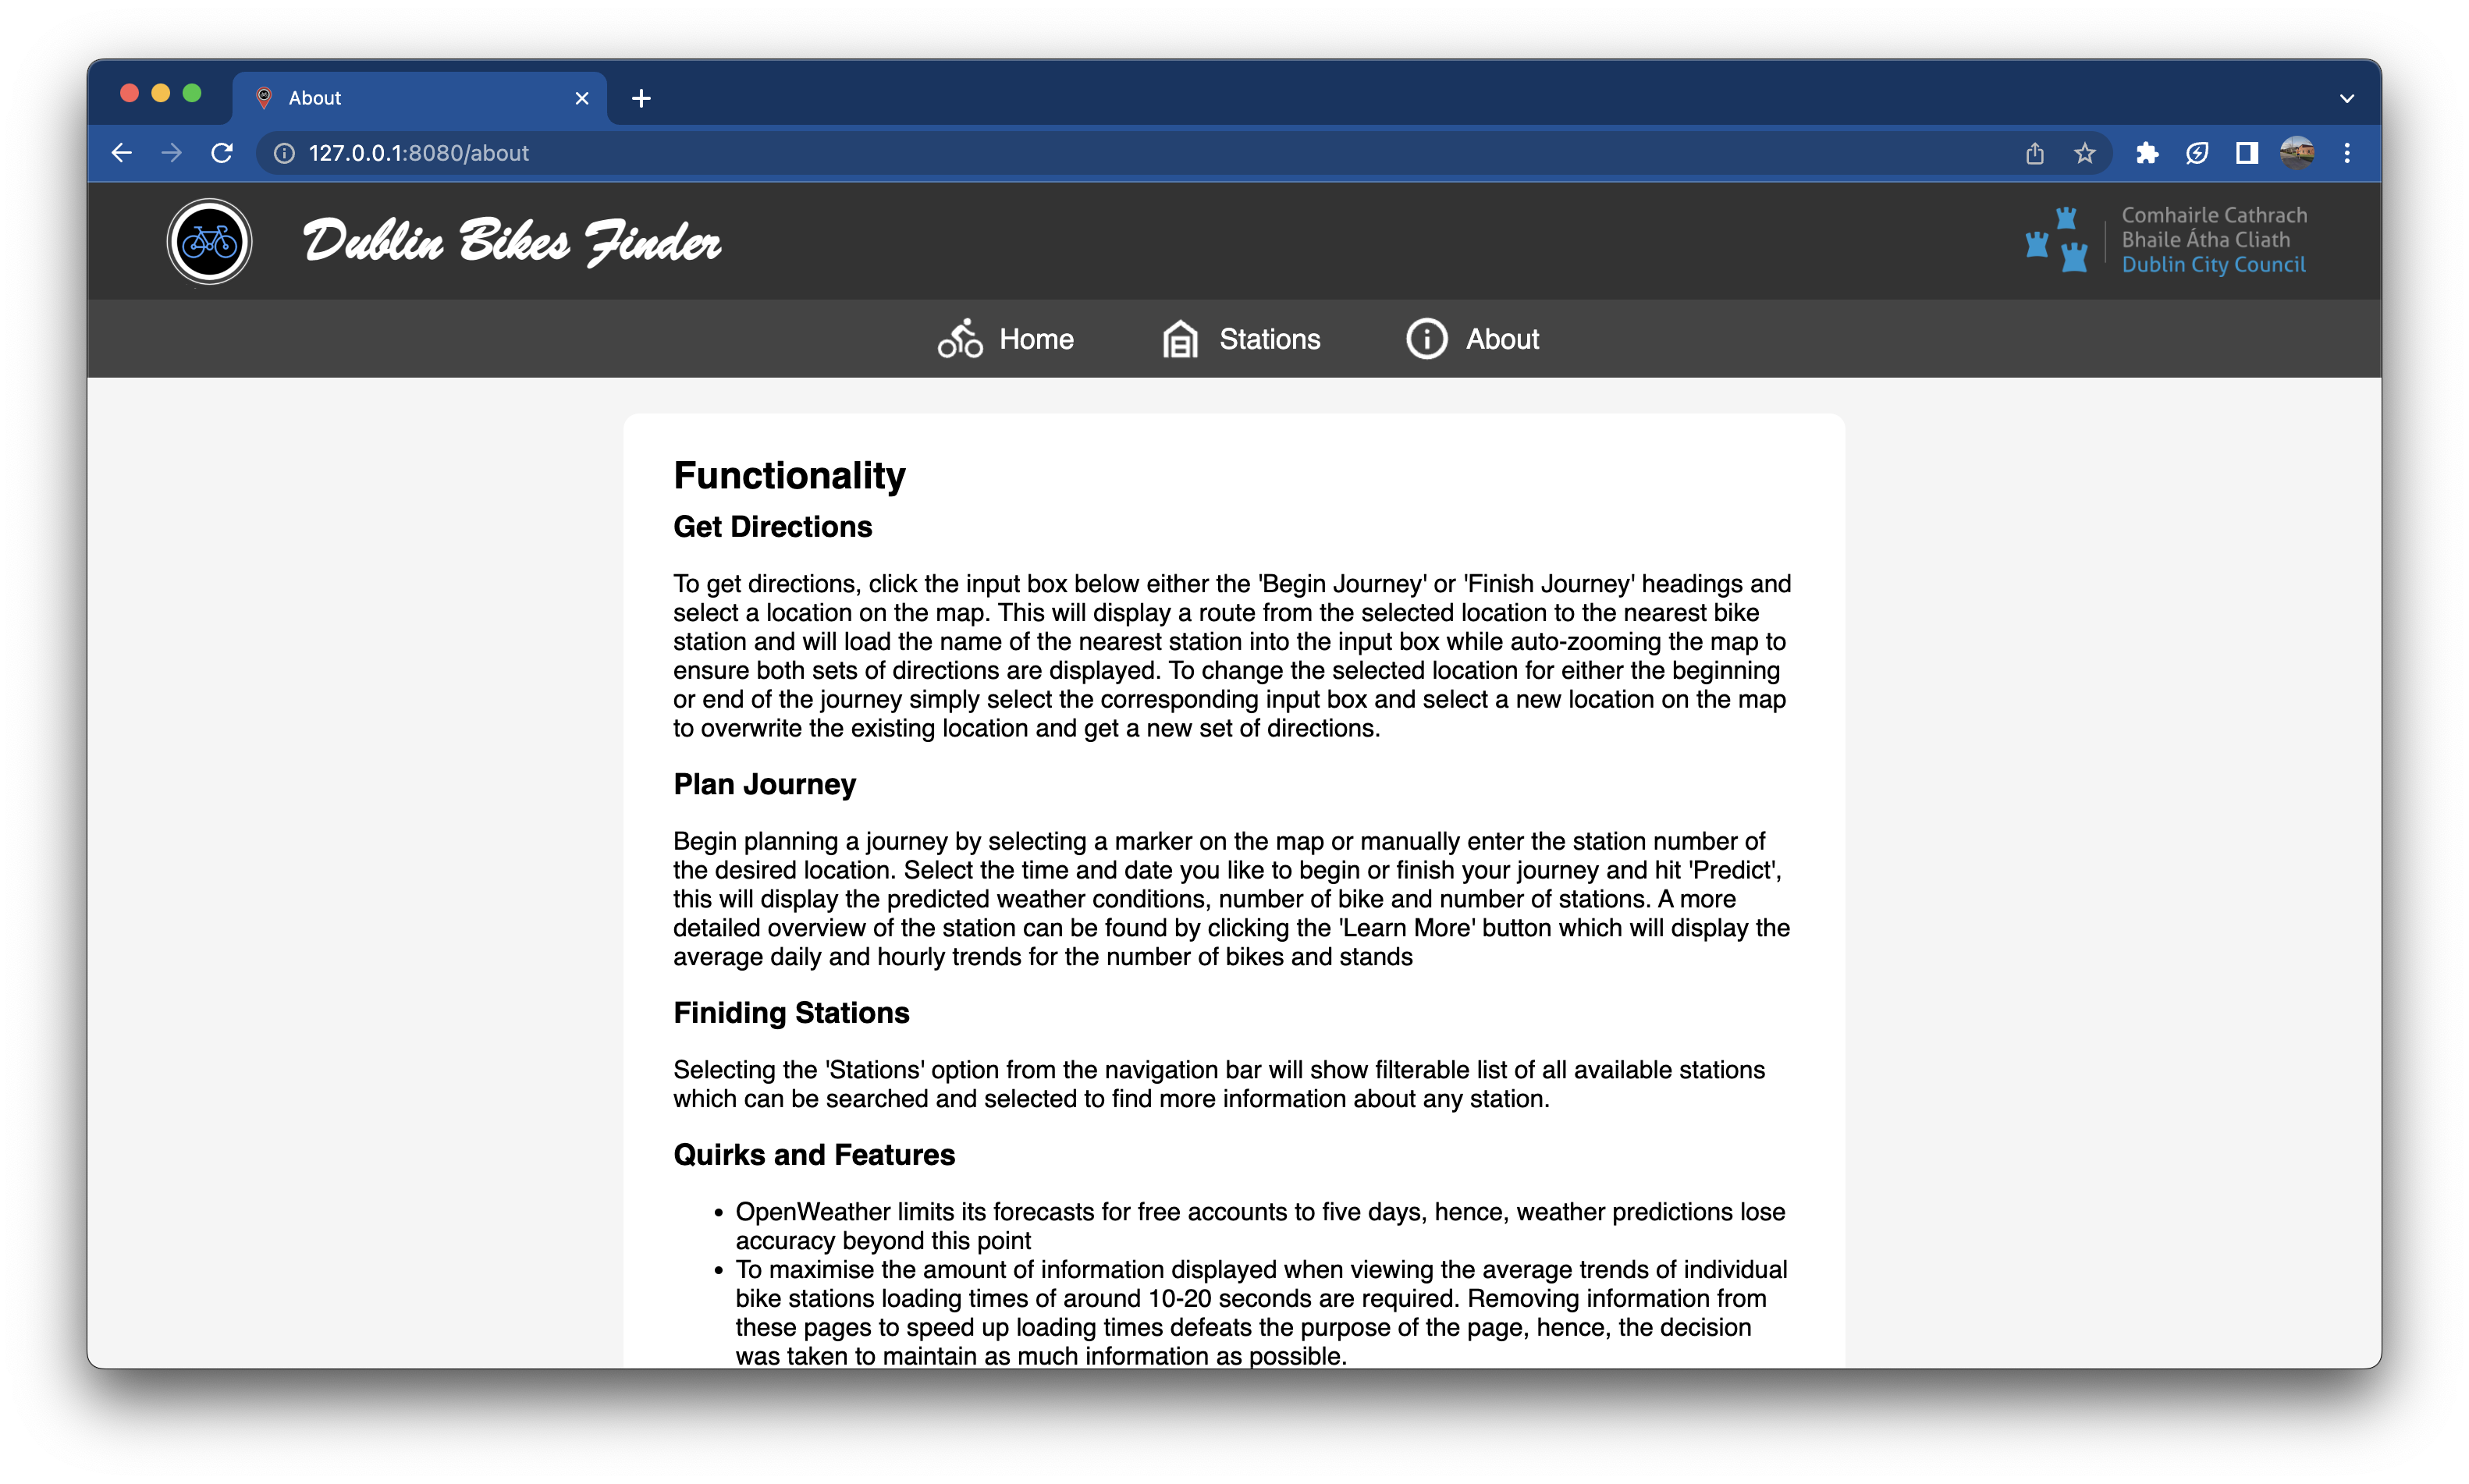 About
127.0.0.1:8080/about
Dublin Bikes Finder
Comhairle Cathrach
Bhaile Átha Cliath
Dublin City Council
Home
Stations
About
Functionality
Get Directions
To get directions, click the input box below either the 'Begin Journey' or 'Finish Journey' headings and
select a location on the map. This will display a route from the selected location to the nearest bike
station and will load the name of the nearest station into the input box while auto-zooming the map to
ensure both sets of directions are displayed. To change the selected location for either the beginning
or end of the journey simply select the corresponding input box and select a new location on the map
to overwrite the existing location and get a new set of directions.
Plan Journey
Begin planning a journey by selecting a marker on the map or manually enter the station number of
the desired location. Select the time and date you like to begin or finish your journey and hit 'Predict',
this will display the predicted weather conditions, number of bike and number of stations. A more
detailed overview of the station can be found by clicking the 'Learn More' button which will display the
average daily and hourly trends for the number of bikes and stands
Finiding Stations
Selecting the 'Stations' option from the navigation bar will show filterable list of all available stations
which can be searched and selected to find more information about any station.
Quirks and Features
• OpenWeather limits its forecasts for free accounts to five days, hence, weather predictions lose
accuracy beyond this point
• To maximise the amount of information displayed when viewing the average trends of individual
bike stations loading times of around 10-20 seconds are required. Removing information from
these pages to speed up loading times defeats the purpose of the page, hence, the decision
was taken to maintain as much information as possible.